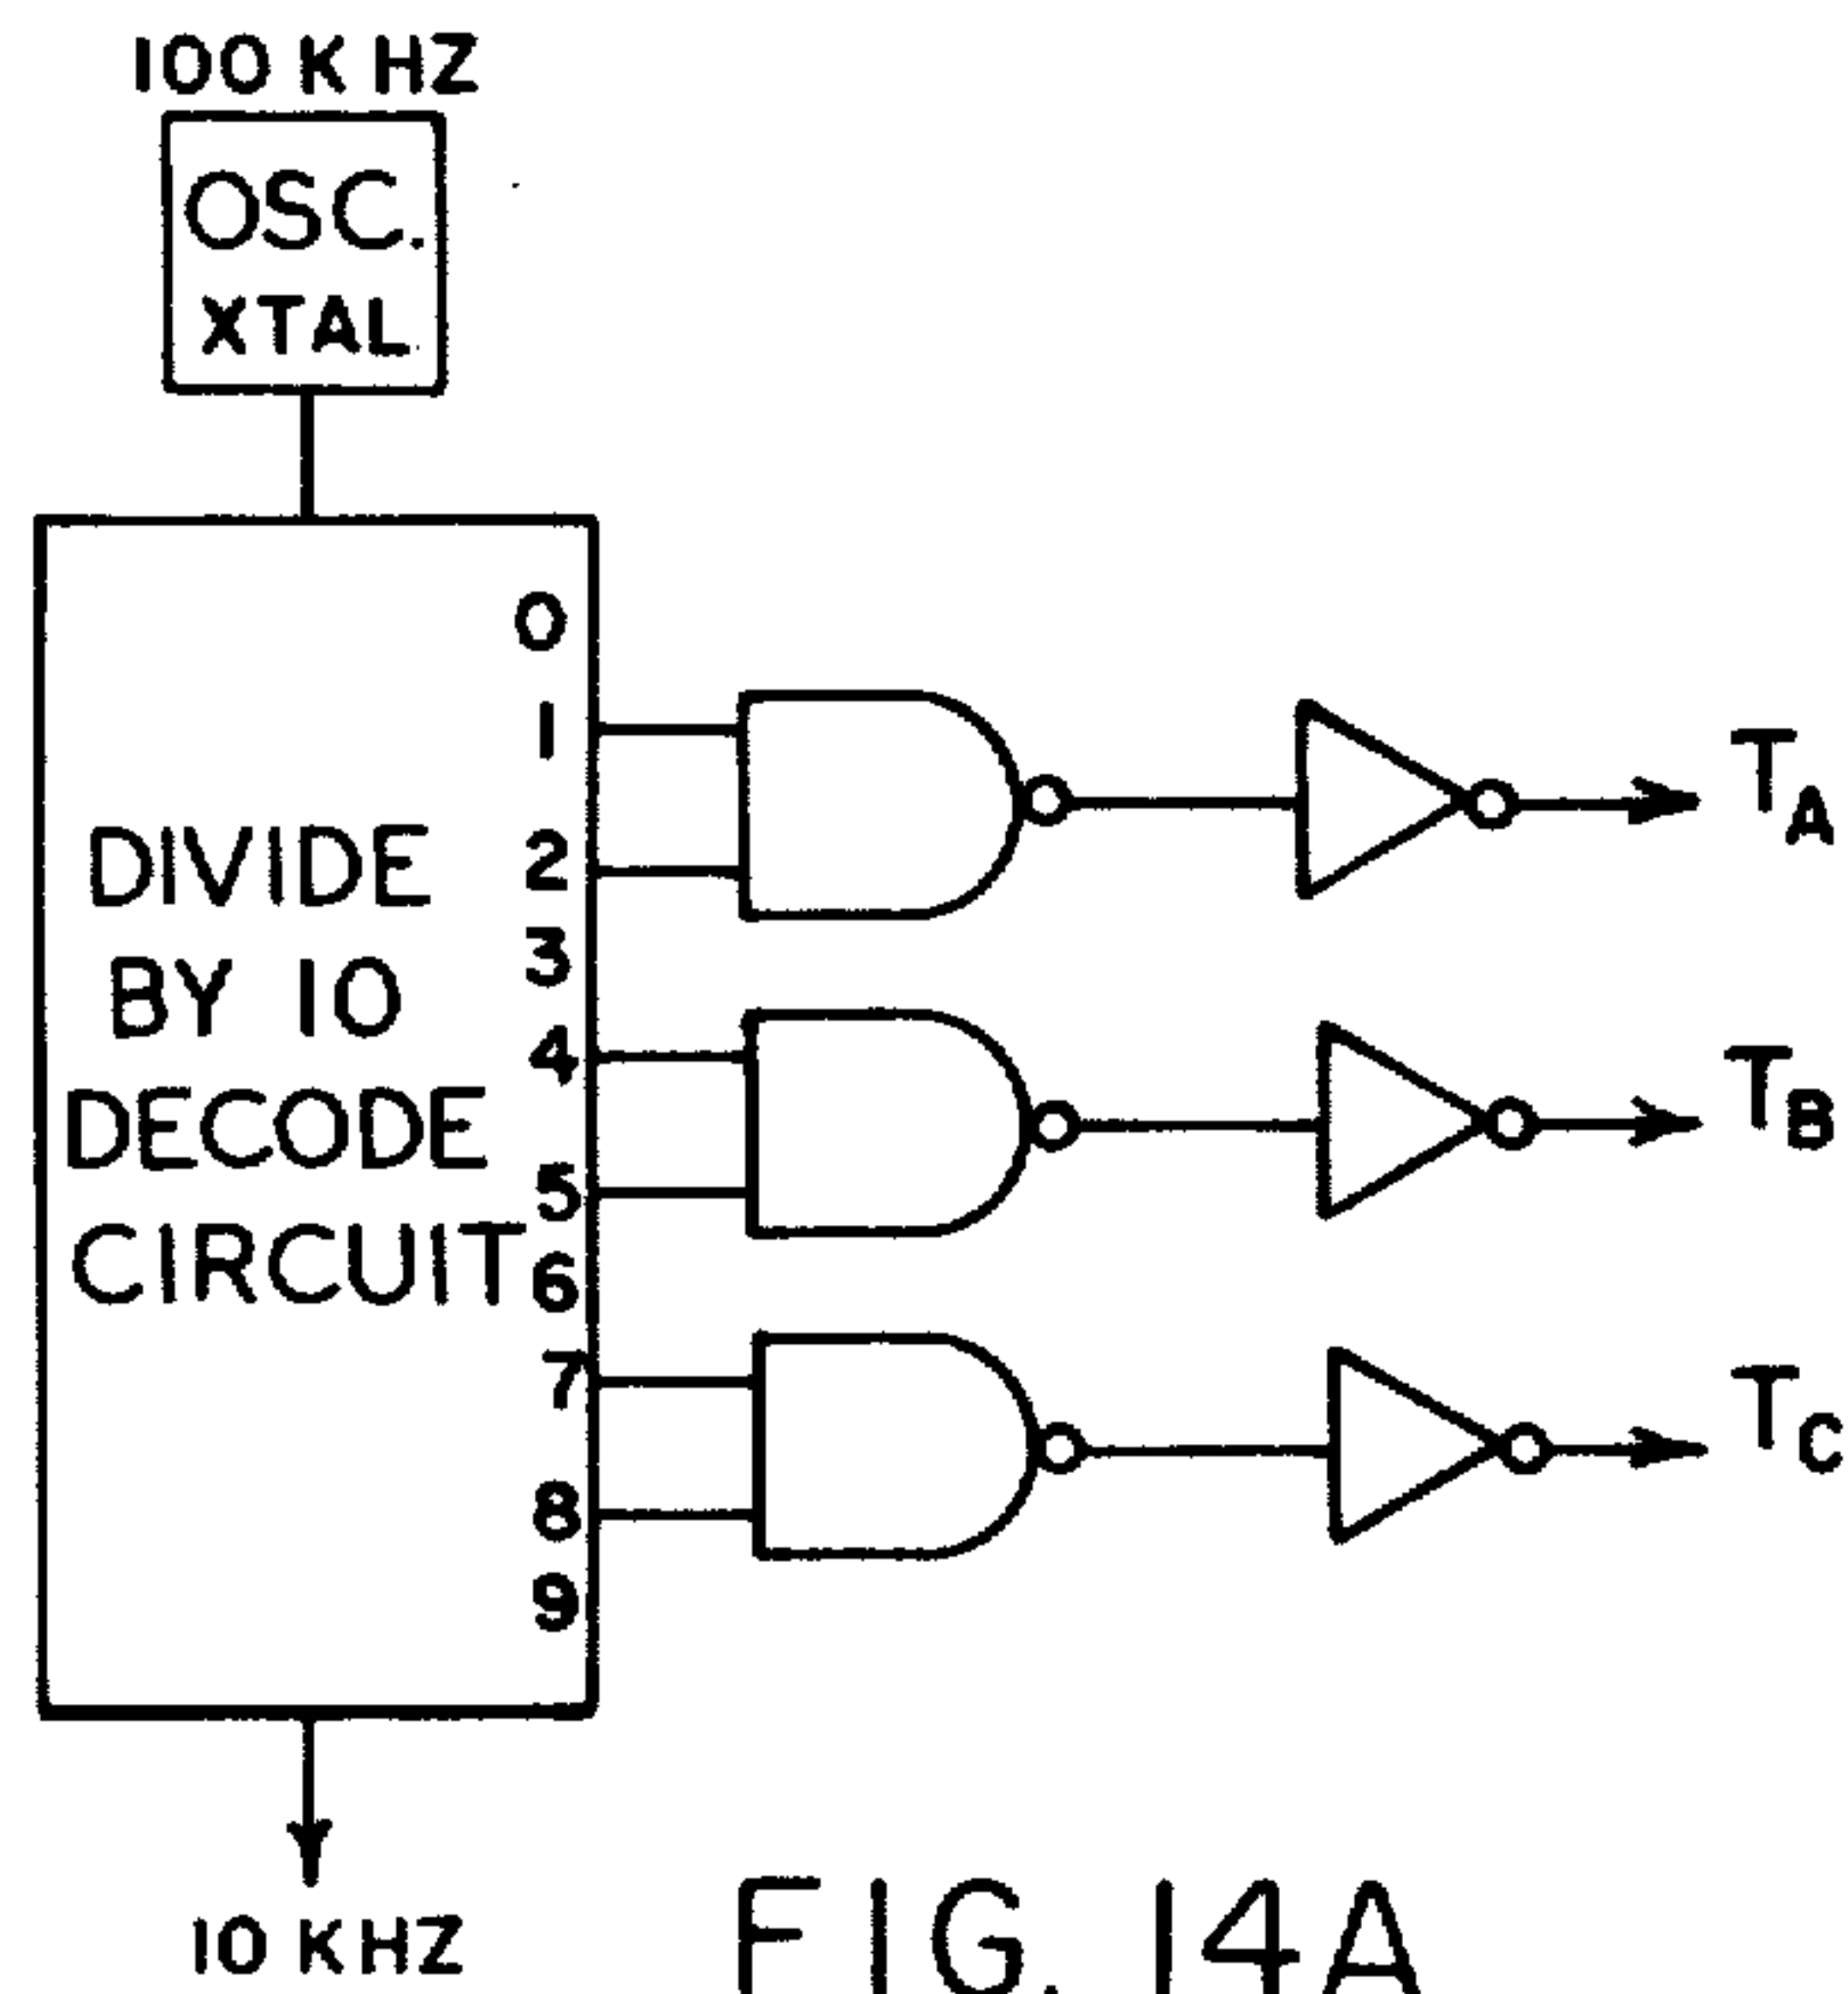 100 K HZ
OSC.
XTAL.
0
1
2
3
4
5
6
7
8
9
DIVIDE
BY 10
DECODE
CIRCUIT
TA
TB
TC
10 KHZ
FIG. 14A